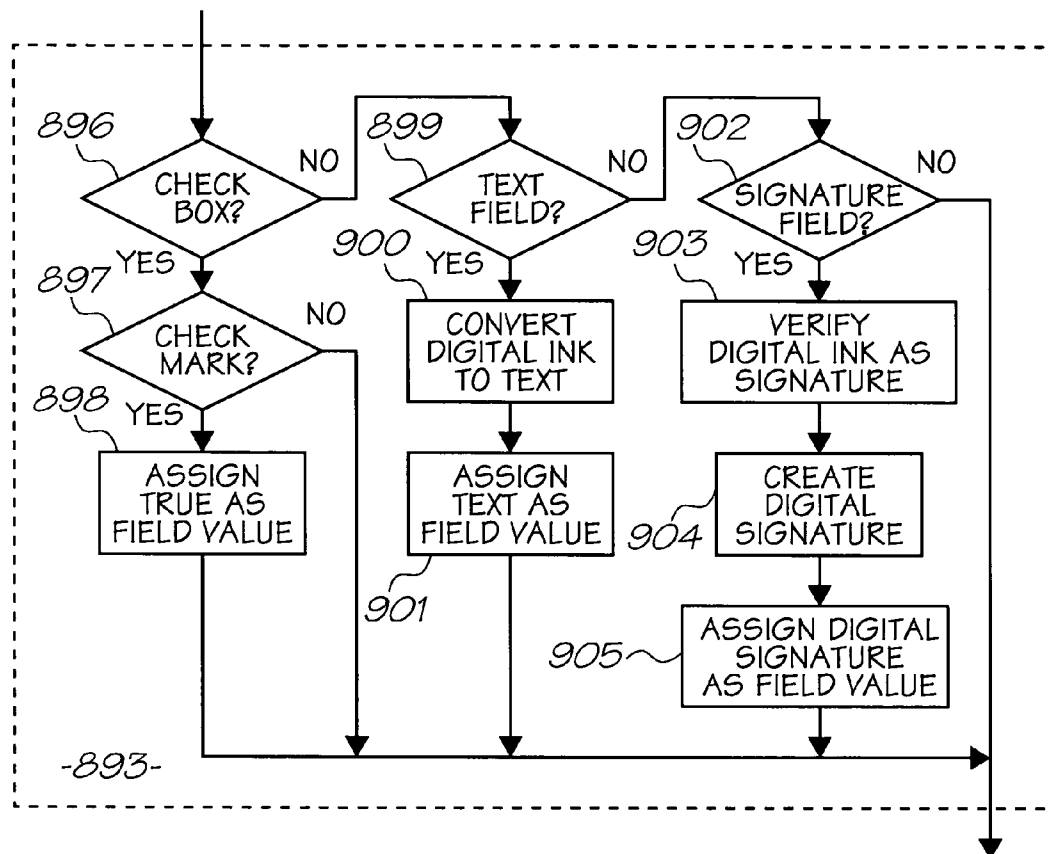 896
CHECK
BOX?
NO
YES
897
CHECK
MARK?
NO
YES
898
ASSIGN
TRUE AS
FIELD VALUE
899
TEXT
FIELD?
NO
YES
900
CONVERT
DIGITAL INK
TO TEXT
ASSIGN
TEXT AS
FIELD VALUE
901
902
SIGNATURE
FIELD?
NO
YES
903
VERIFY
DIGITAL INK AS
SIGNATURE
CREATE
DIGITAL
SIGNATURE
904
ASSIGN DIGITAL
SIGNATURE
AS FIELD VALUE
905
-893-